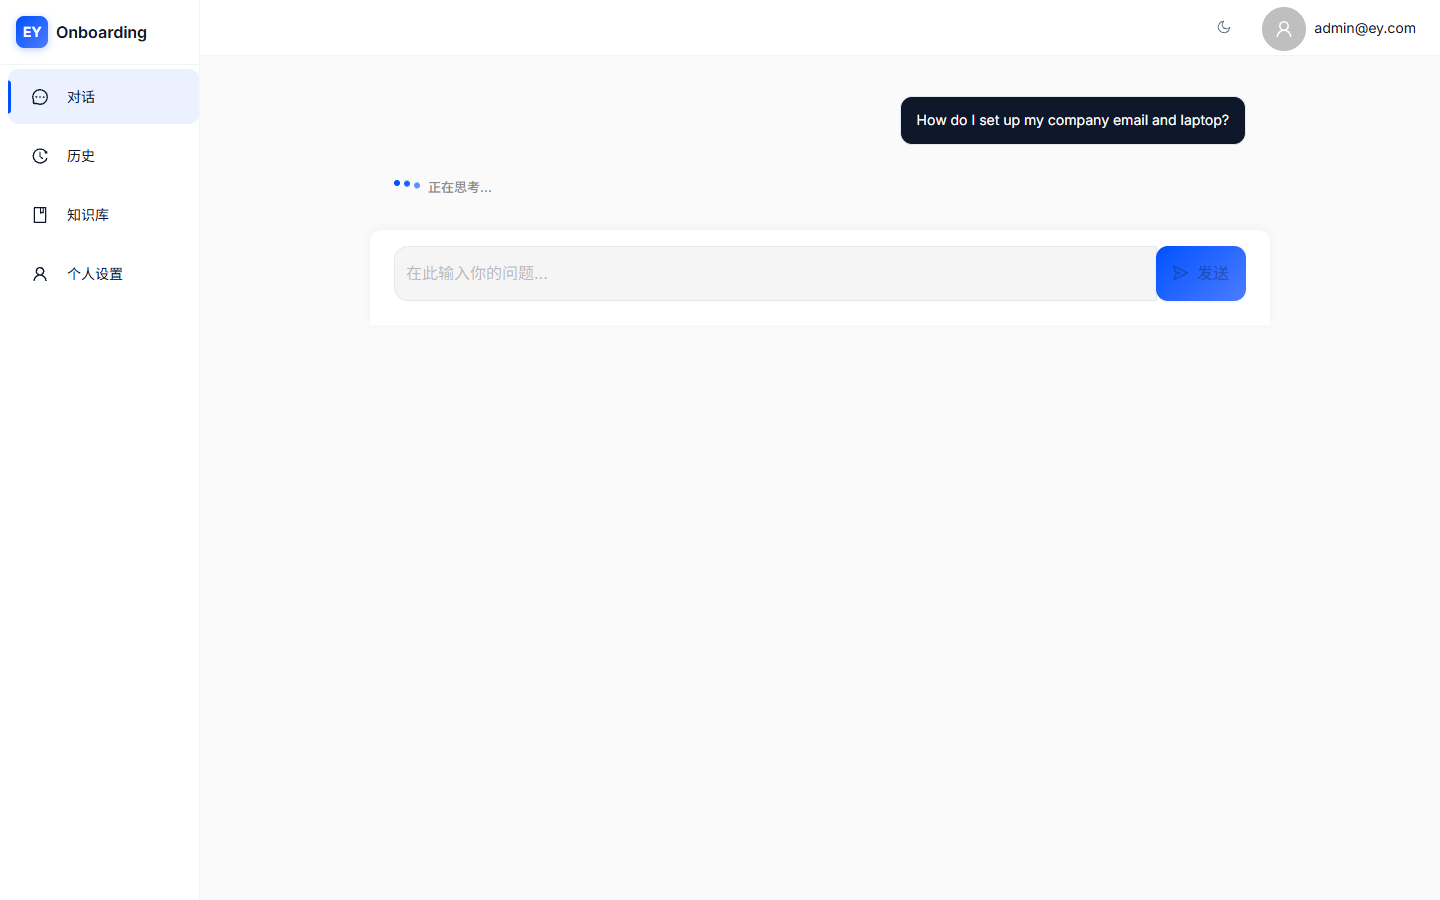 EY Onboarding
admin@ey.com
对话
历史
知识库
个人设置
How do I set up my company email and laptop?
正在思考...
在此输入你的问题...
发送